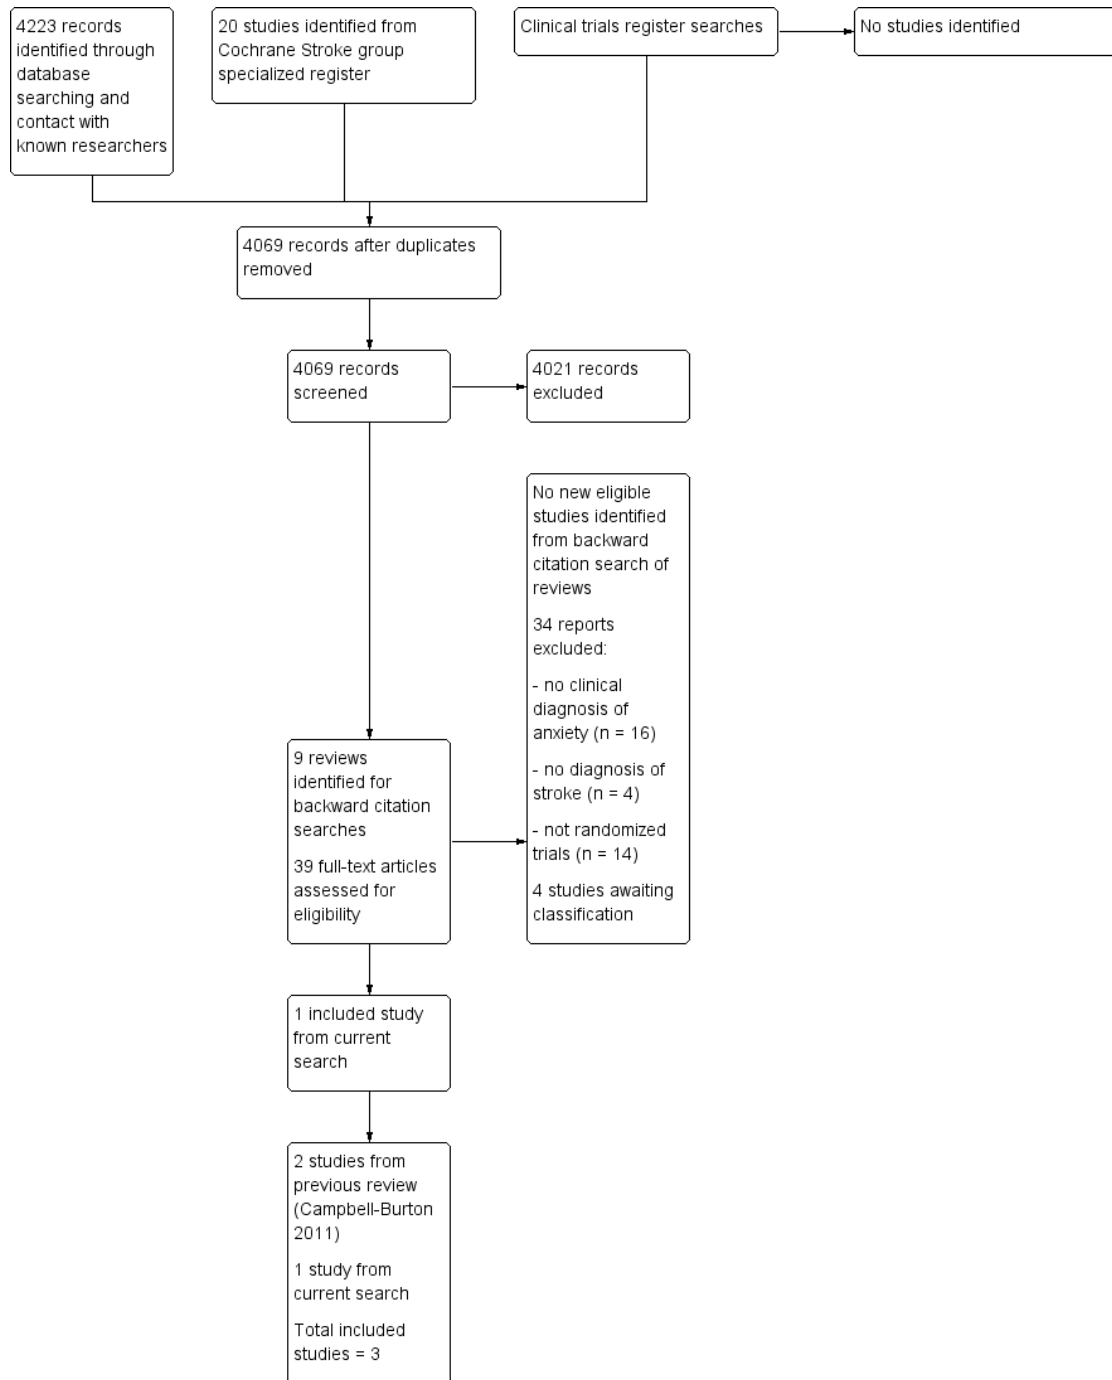 4223 records
identified through
database
searching and
contact with
known researchers
20 studies identified from
Cochrane Stroke group
specialized register
Clinical trials register searches
No studies identified
4069 records after duplicates
removed
4069 records
screened
4021 records
excluded
No new eligible
studies identified
from backward
citation search of
reviews
34 reports
excluded:
- no clinical
diagnosis of
anxiety (n = 16)
- no diagnosis of
stroke (n = 4)
- not randomized
trials (n = 14)
4 studies awaiting
classification
9 reviews
identified for
backward citation
searches
39 full-text articles
assessed for
eligibility
1 included study
from current
search
2 studies from
previous review
(Campbell-Burton
2011)
1 study from
current search
Total included
studies = 3